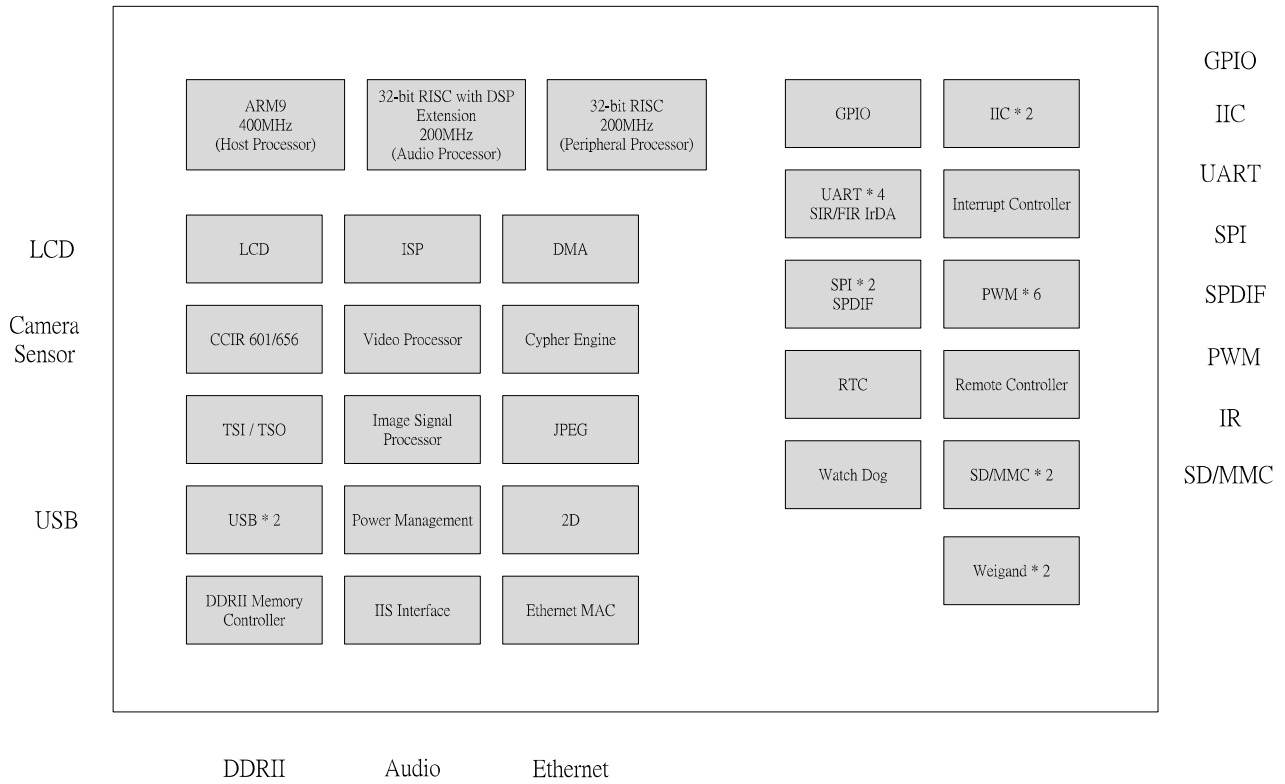 ARM9
400MHz
(Host Processor)
32-bit RISC with DSP
Extension
200MHz
(Audio Processor)
32-bit RISC
200MHz
(Peripheral Processor)
LCD
ISP
DMA
CCIR 601/656
Video Processor
Cypher Engine
TSI / TSO
Image Signal
Processor
JPEG
USB * 2
Power Management
2D
DDRII Memory
Controller
IIS Interface
Ethernet MAC
GPIO
IIC * 2
UART * 4
SIR/FIR IrDA
Interrupt Controller
SPI * 2
SPDIF
PWM * 6
RTC
Remote Controller
Watch Dog
SD/MMC * 2
Weigand * 2
LCD
Camera
Sensor
USB
GPIO
IIC
UART
SPI
SPDIF
PWM
IR
SD/MMC
DDRII
Audio
Ethernet